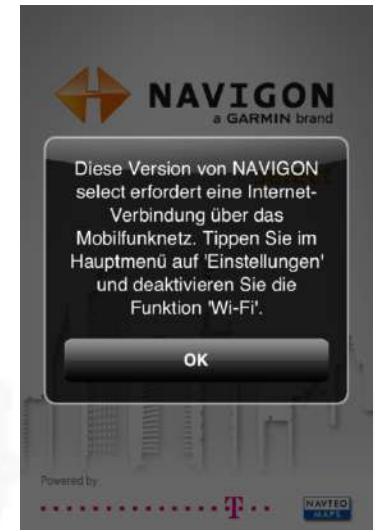 NAVIGON
a GARMIN brand
Diese Version von NAVIGON
select erfordert eine Internet-
Verbindung über das
Mobilfunknetz. Tippen Sie im
Hauptmenü auf 'Einstellungen'
und deaktivieren Sie die
Funktion 'Wi-Fi'.
OK
Powered by
T
NAVTEQ
MAPS